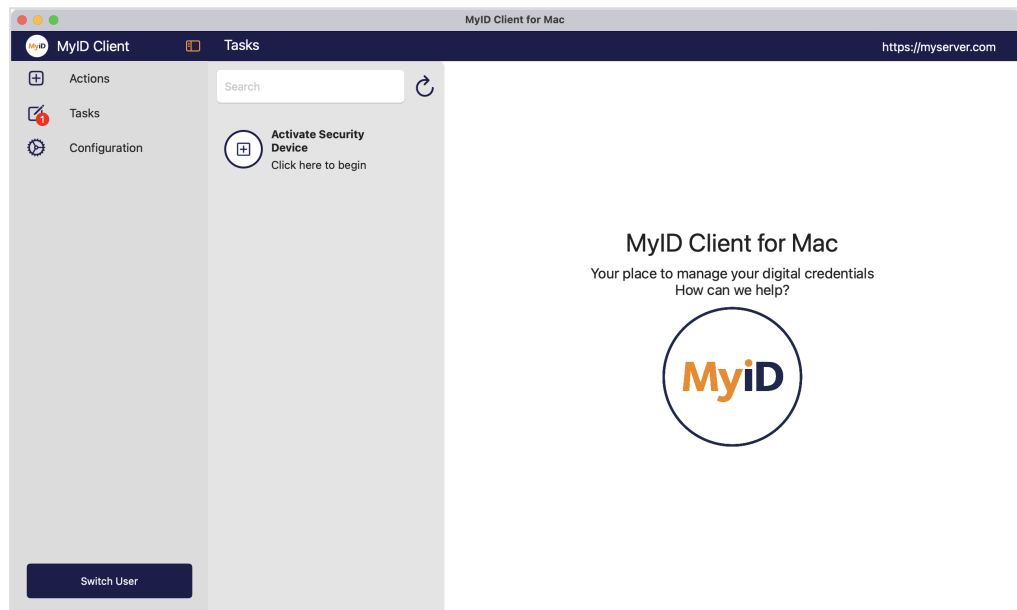 MyID Client for Mac
MyiD MyID Client
Tasks
https://myserver.com
Actions
1
Tasks
Configuration
Search
Activate Security
Device
Click here to begin
MyID Client for Mac
Your place to manage your digital credentials
How can we help?
MyiD
Switch User